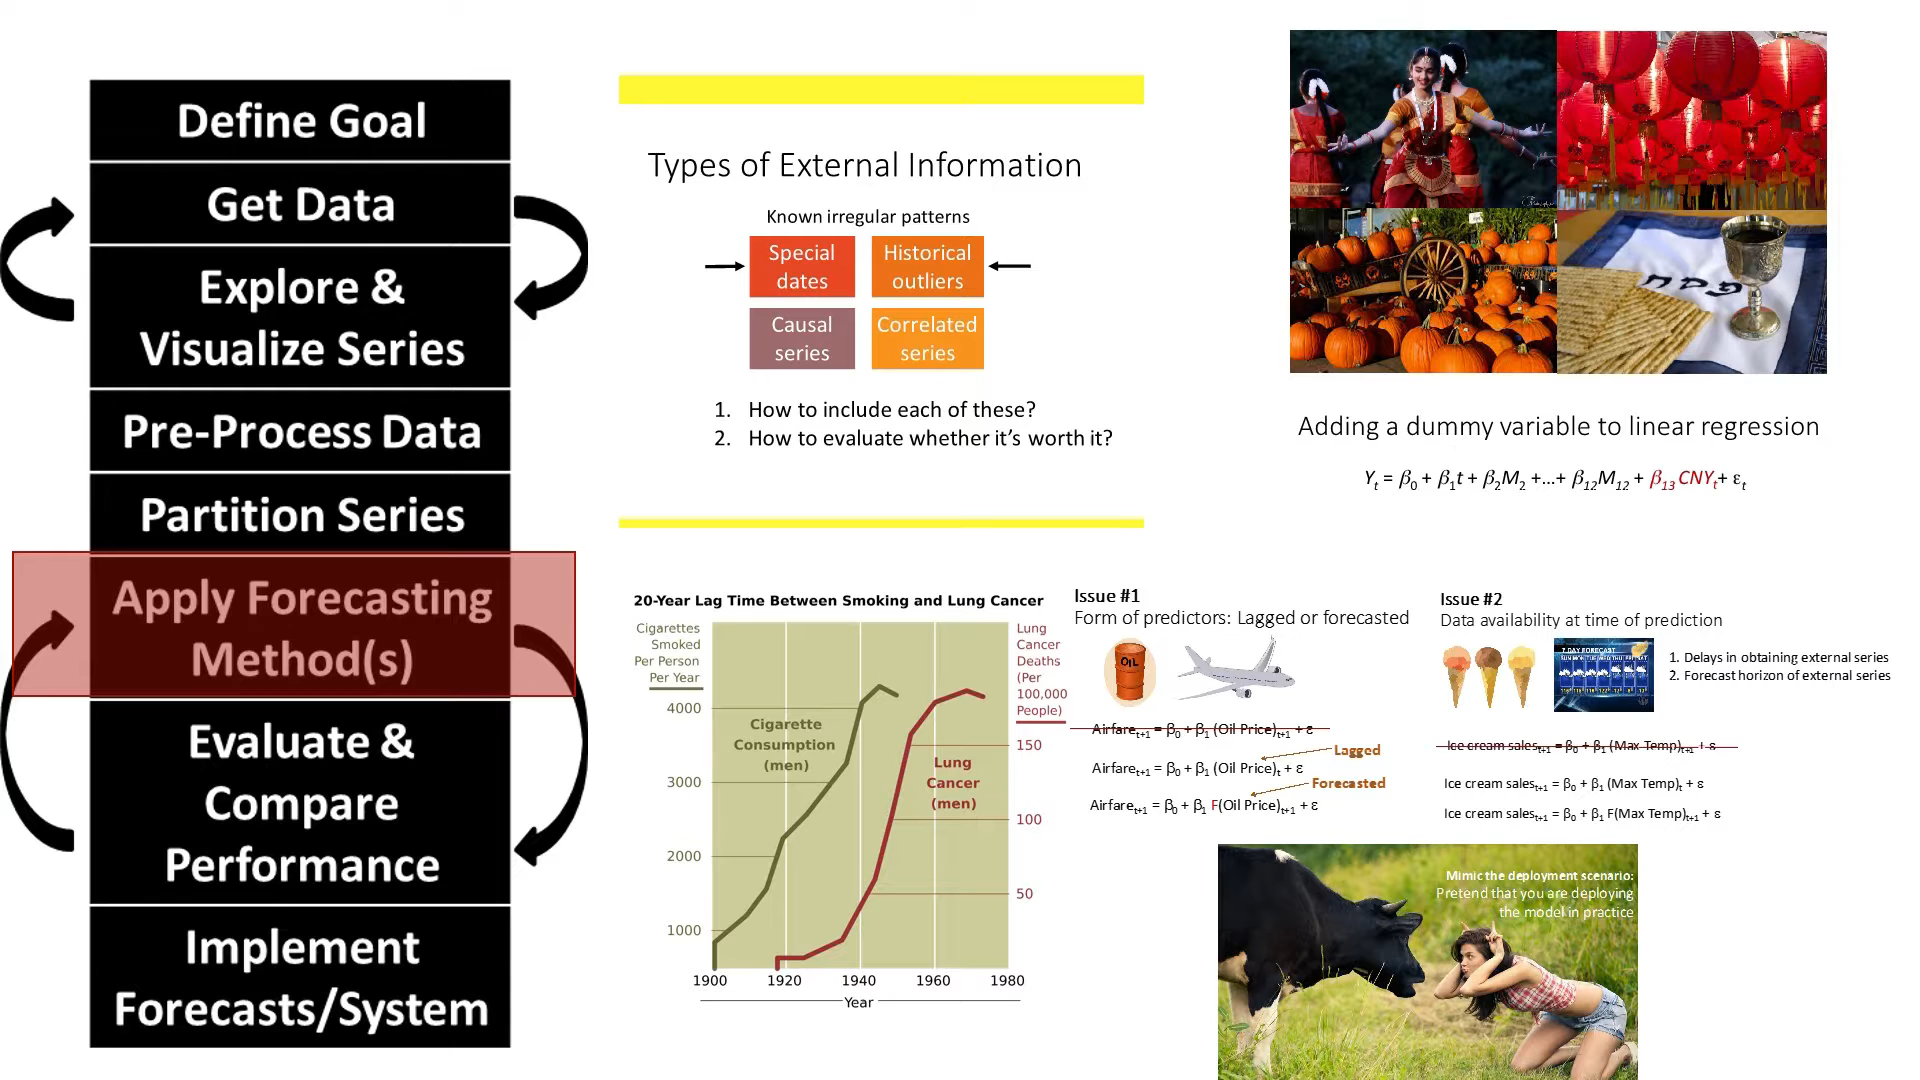 Define Goal
Get Data
Explore &
Visualize Series
Pre-Process Data
Partition Series
Apply Forecasting
Method(s)
Evaluate &
Compare
Performance
Implement
Forecasts/System
Types of External Information
Known irregular patterns
Special
dates
Historical
outliers
Causal
series
Correlated
series
1. How to include each of these?
2. How to evaluate whether it's worth it?
פסח
Adding a dummy variable to linear regression
Yₜ = β₀ + β₁t + β₂M₂ +...+ β₁₂M₁₂ + β₁₃ CNYₜ+ εₜ
20-Year Lag Time Between Smoking and Lung Cancer
Cigarettes
Smoked
Per Person
Per Year
4000
3000
2000
1000
Cigarette
Consumption
(men)
Lung
Cancer
(men)
Lung
Cancer
Deaths
(Per
100,000
People)
150
100
50
1900 1920 1940 1960 1980
Year
Issue #1
Form of predictors: Lagged or forecasted
OIL
Airfareₜ₊₁ = β₀ + β₁ (Oil Price)ₜ₊₁ + ε
Lagged
Airfareₜ₊₁ = β₀ + β₁ (Oil Price)ₜ + ε
Forecasted
Airfareₜ₊₁ = β₀ + β₁ F(Oil Price)ₜ₊₁ + ε
Issue #2
Data availability at time of prediction
7 DAY FORECAST
1. Delays in obtaining external series
2. Forecast horizon of external series
Ice cream salesₜ₊₁ = β₀ + β₁ (Max Temp)ₜ₊₁ + ε
Ice cream salesₜ₊₁ = β₀ + β₁ (Max Temp)ₜ + ε
Ice cream salesₜ₊₁ = β₀ + β₁ F(Max Temp)ₜ₊₁ + ε
Mimic the deployment scenario:
Pretend that you are deploying
the model in practice